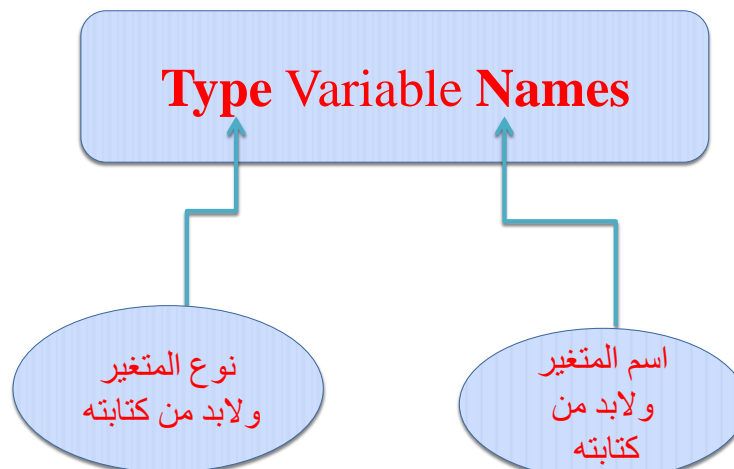 Type Variable Names
نوع المتغير
ولابد من كتابته
اسم المتغير
ولابد من
كتابته